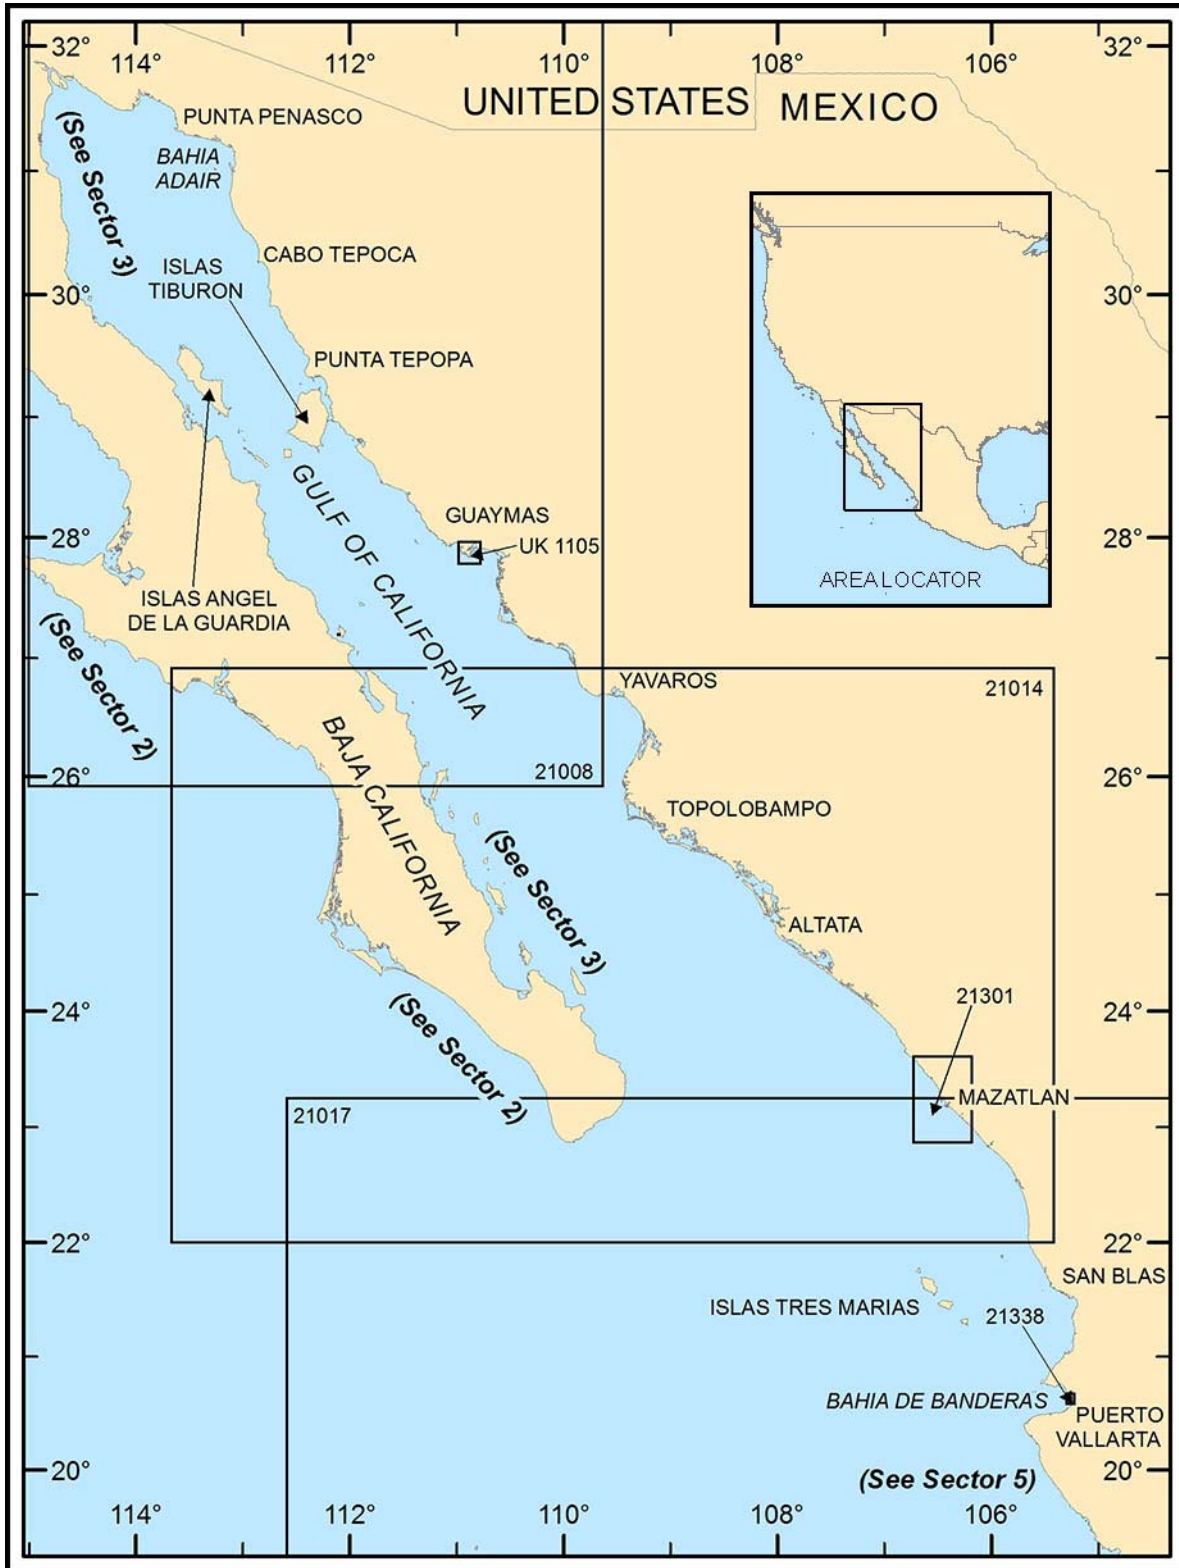 32°
114°
112°
110°
108°
106°
32°
UNITED STATES
MEXICO
PUNTA PENASCO
BAHIA
ADAIR
(See Sector 3)
CABO TEPOCA
ISLAS
TIBURON
30°
30°
PUNTA TEPOPA
GULF OF CALIFORNIA
GUAYMAS
UK 1105
28°
28°
AREA LOCATOR
ISLAS ANGEL
DE LA GUARDIA
(See Sector 2)
YAVAROS
21014
BAJA CALIFORNIA
26°
21008
26°
TOPOLOBAMPO
(See Sector 3)
ALTATA
24°
21301
24°
(See Sector 2)
MAZATLAN
21017
22°
22°
SAN BLAS
ISLAS TRES MARIAS
21338
BAHIA DE BANDERAS
PUERTO
VALLARTA
20°
(See Sector 5)
20°
114°
112°
110°
108°
106°